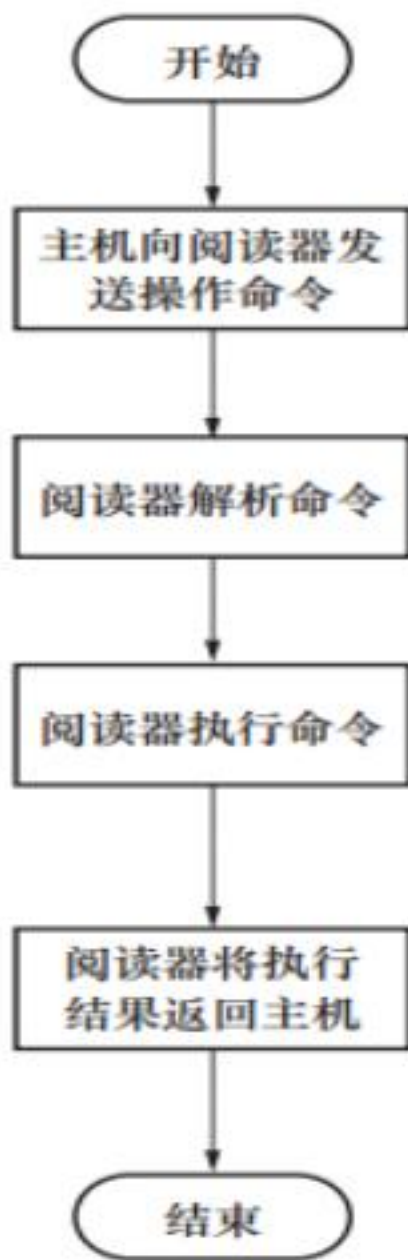 开始
主机向阅读器发
送操作命令
阅读器解析命令
阅读器执行命令
阅读器将执行
结果返回主机
结束